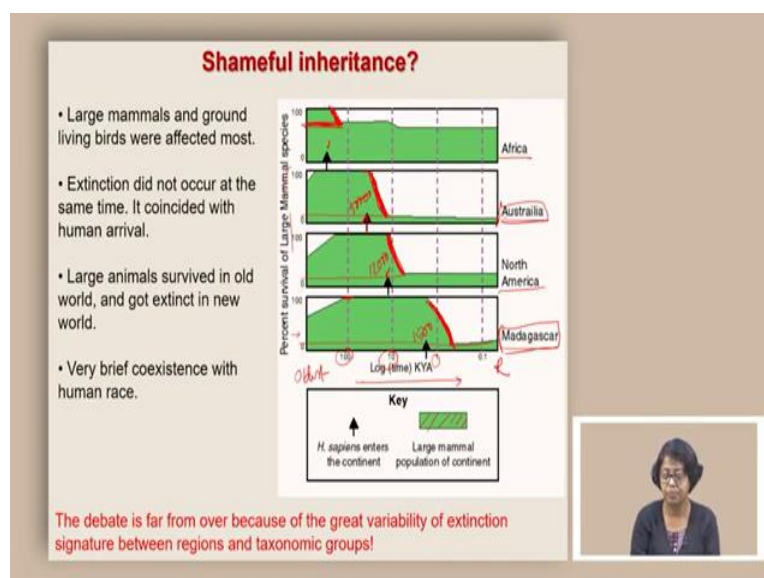 Shameful inheritance?
• Large mammals and ground
living birds were affected most.
• Extinction did not occur at the
same time. It coincided with
human arrival.
• Large animals survived in old
world, and got extinct in new
world.
• Very brief coexistence with
human race.
Percent survival of Large Mammal species
100
0
Africa
100
0
Austrailia
100
0
North
America
100
0
Madagascar
12000
1500
100
10
1
0.1
Log (time) KYA
Key
H. sapiens enters
the continent
Large mammal
population of continent
The debate is far from over because of the great variability of extinction
signature between regions and taxonomic groups!